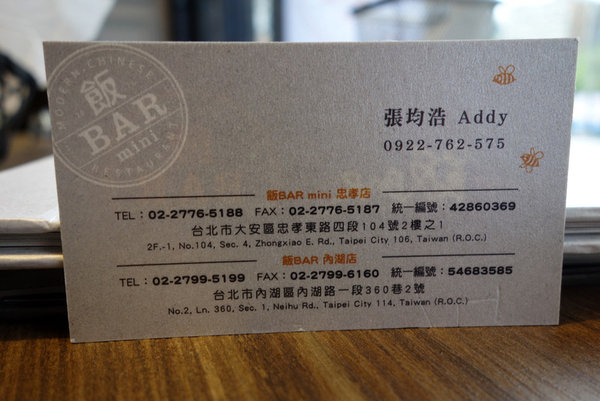 MODERN CHINESE
飯
BAR
mini
RESTAURANT
張均浩 Addy
0922-762-575
飯BAR mini 忠孝店
TEL：02-2776-5188 FAX：02-2776-5187 統一編號：42860369
台北市大安區忠孝東路四段104號2樓之1
2F.-1, No.104, Sec. 4, Zhongxiao E. Rd., Taipei City 106, Taiwan (R.O.C.)
飯BAR 內湖店
TEL：02-2799-5199 FAX：02-2799-6160 統一編號：54683585
台北市內湖區內湖路一段360巷2號
No.2, Ln. 360, Sec. 1, Neihu Rd., Taipei City 114, Taiwan (R.O.C.)